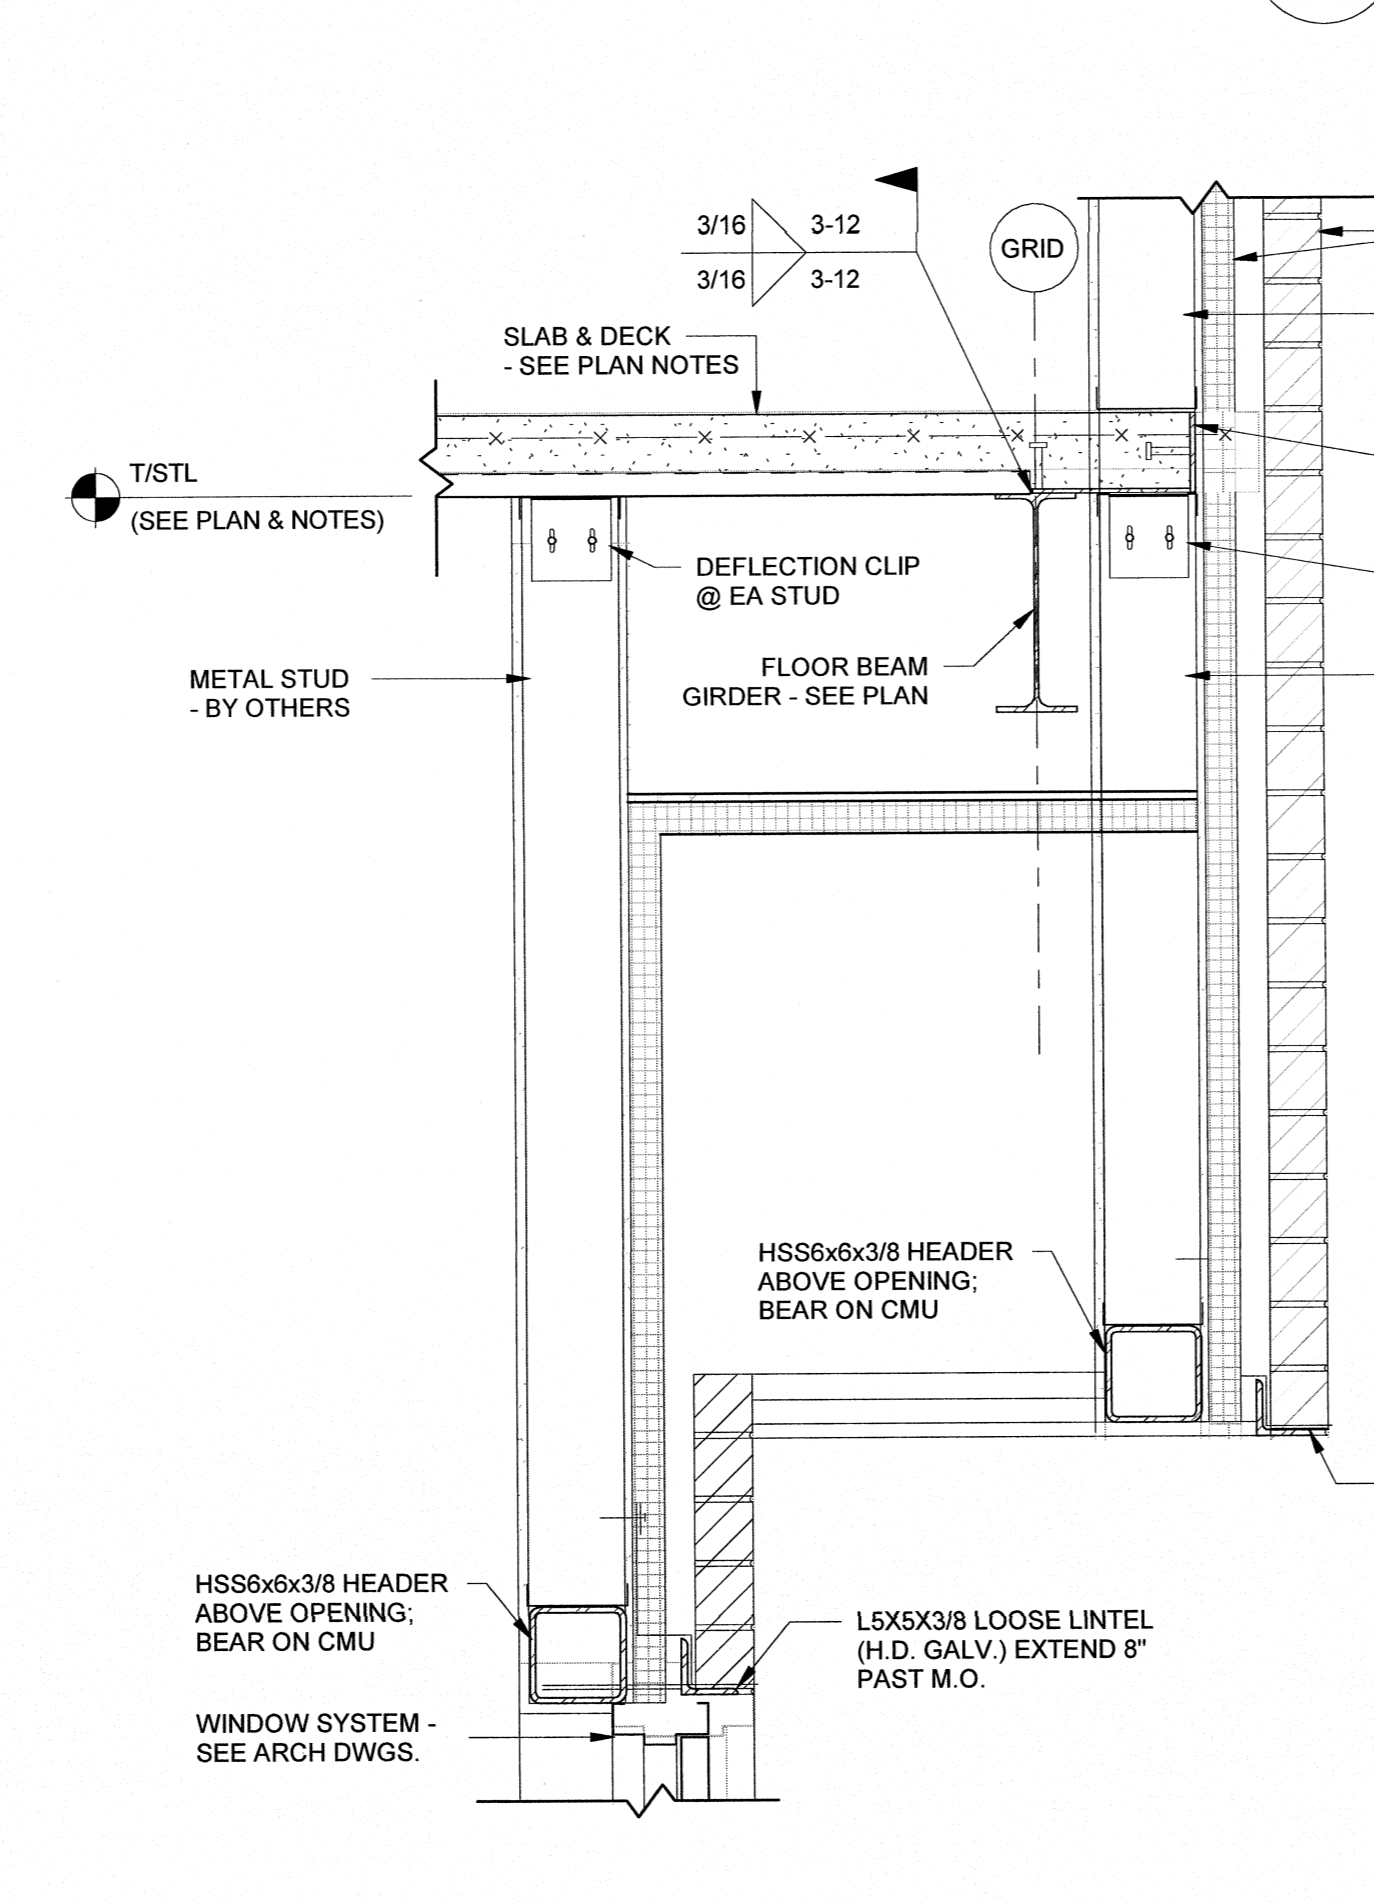 3/16 3-12
3/16 3-12
GRID
SLAB & DECK
- SEE PLAN NOTES
T/STL
(SEE PLAN & NOTES)
DEFLECTION CLIP
@ EA STUD
METAL STUD
- BY OTHERS
FLOOR BEAM
GIRDER - SEE PLAN
HSS6x6x3/8 HEADER
ABOVE OPENING;
BEAR ON CMU
HSS6x6x3/8 HEADER
ABOVE OPENING;
BEAR ON CMU
L5X5X3/8 LOOSE LINTEL
(H.D. GALV.) EXTEND 8"
PAST M.O.
WINDOW SYSTEM -
SEE ARCH DWGS.